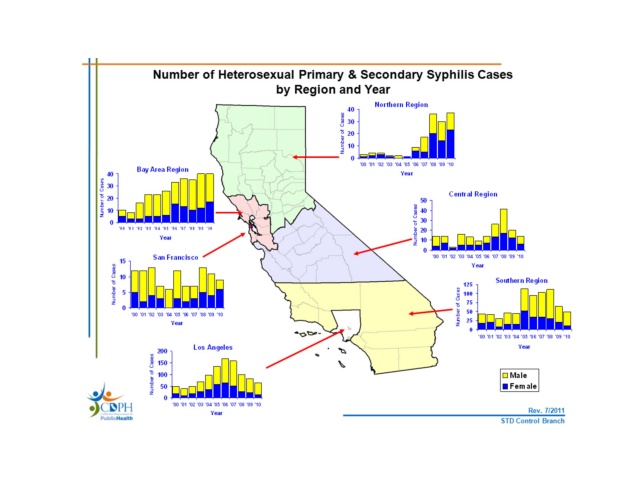 Number of Heterosexual Primary & Secondary Syphilis Cases
by Region and Year
Northern Region
Number of Cases
40
30
20
10
0
'00 '01 '02 '03 '04 '05 '06 '07 '08 '09 '10
Year
Bay Area Region
Number of Cases
40
30
20
10
0
'00 '01 '02 '03 '04 '05 '06 '07 '08 '09 '10
Year
Central Region
Number of Cases
50
40
30
20
10
0
'00 '01 '02 '03 '04 '05 '06 '07 '08 '09 '10
Year
San Francisco
Number of Cases
15
10
5
0
'00 '01 '02 '03 '04 '05 '06 '07 '08 '09 '10
Year
Southern Region
Number of Cases
125
100
75
50
25
0
'00 '01 '02 '03 '04 '05 '06 '07 '08 '09 '10
Year
Los Angeles
Number of Cases
200
150
100
50
0
'00 '01 '02 '03 '04 '05 '06 '07 '08 '09 '10
Year
Male
Female
CDPH
PublicHealth
Rev. 7/2011
STD Control Branch